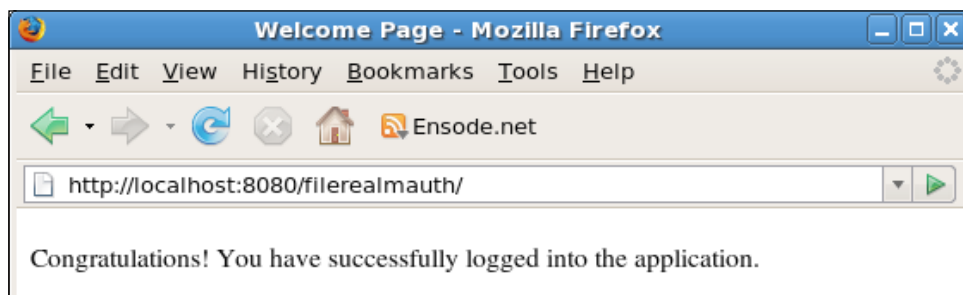 Welcome Page - Mozilla Firefox
File Edit View History Bookmarks Tools Help
Ensode.net
http://localhost:8080/filerealmauth/
Congratulations! You have successfully logged into the application.